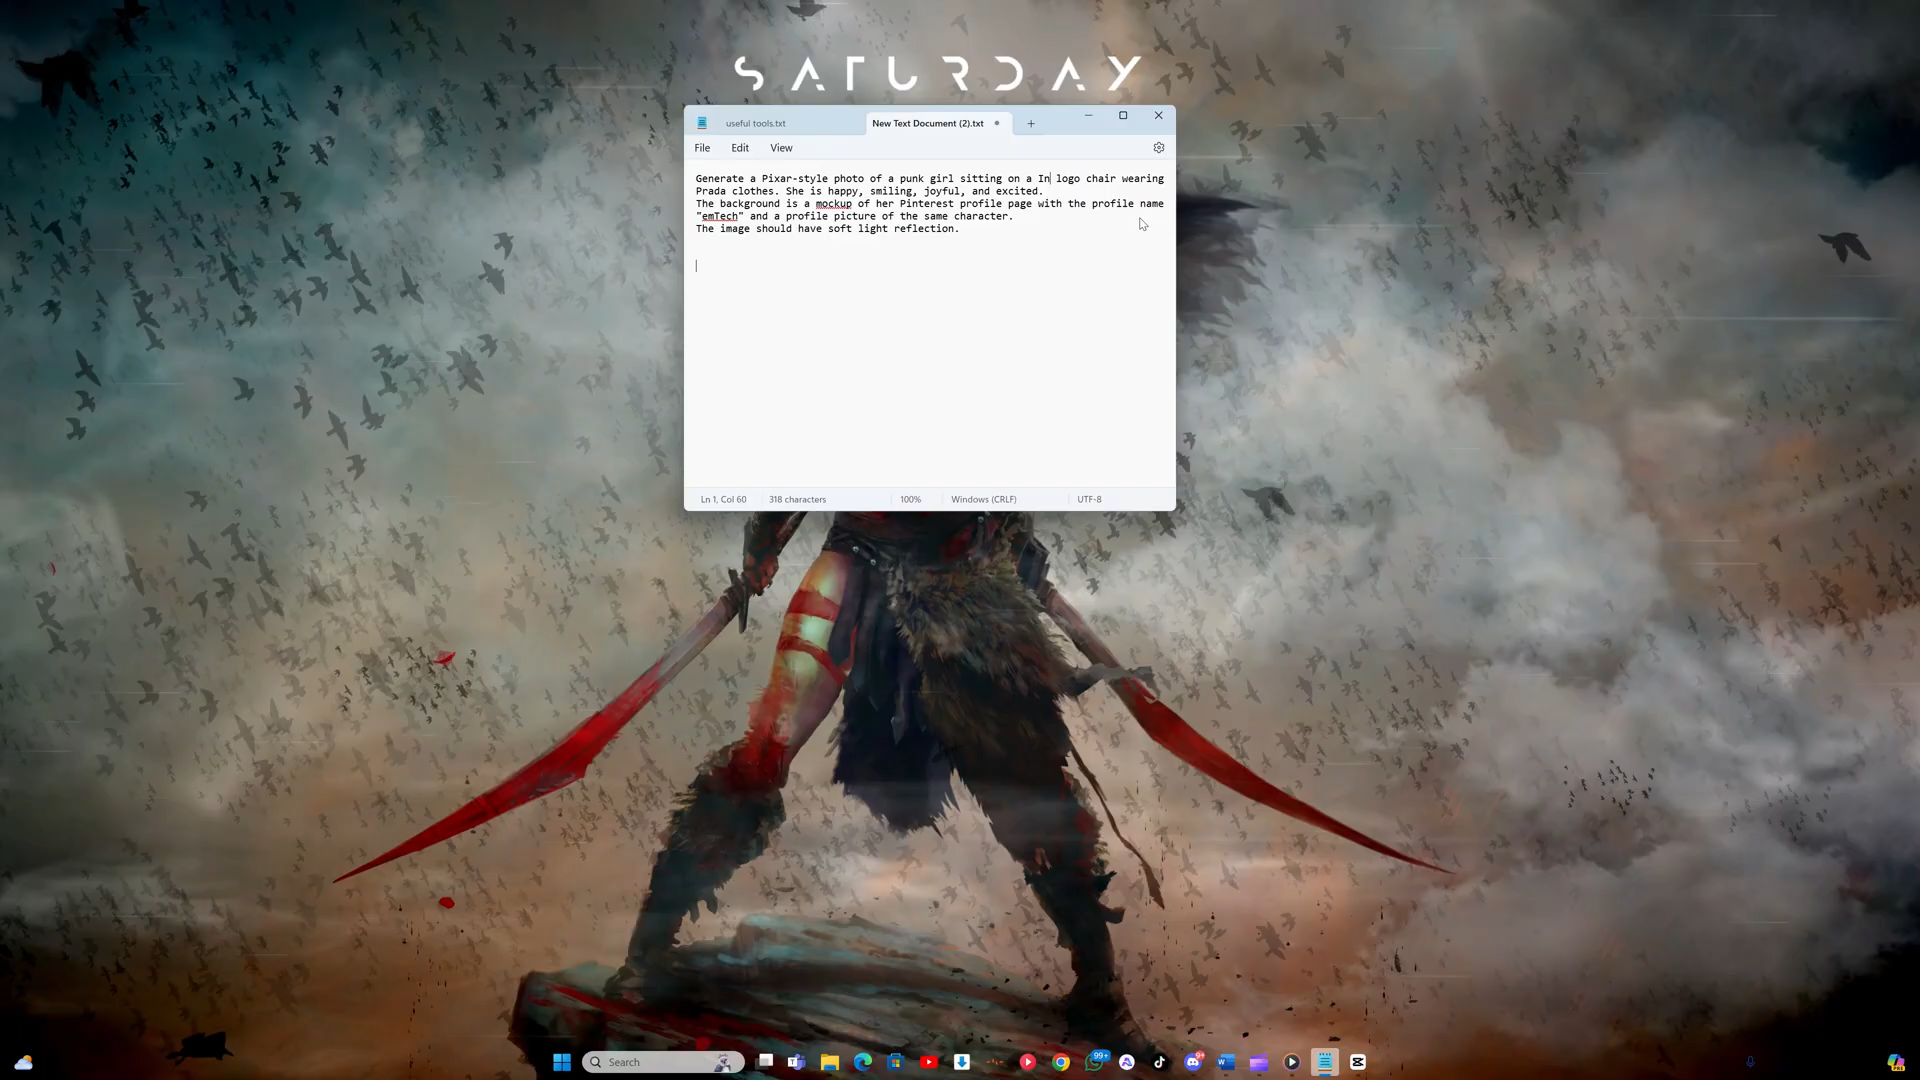 SATURDAY
useful tools.txt
New Text Document (2).txt
File Edit View
Generate a Pixar-style photo of a punk girl sitting on a In logo chair wearing
Prada clothes. She is happy, smiling, joyful, and excited.
The background is a mockup of her Pinterest profile page with the profile name
"emTech" and a profile picture of the same character.
The image should have soft light reflection.
Ln 1, Col 60 318 characters 100% Windows (CRLF) UTF-8
Search
99+
9+
PRE